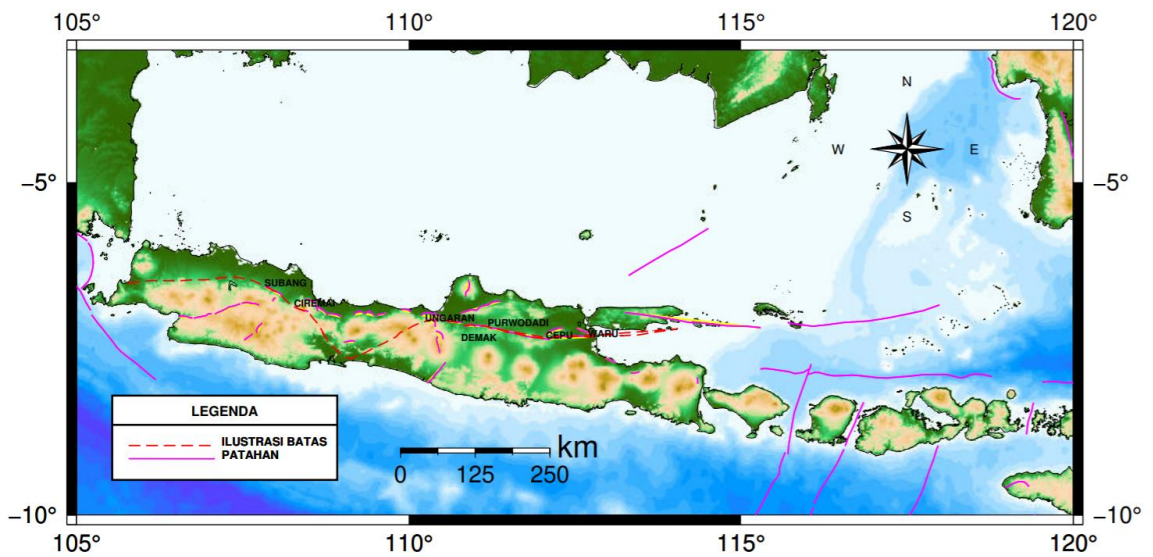 105° 110° 115° 120°
N
W E
-5° -5°
S
SUBANG
CIREMAI
UNGARAN
PURWODADI
DEMAK CEPU WARU
LEGENDA
ILUSTRASI BATAS
PATAHAN
km
0 125 250
-10° -10°
105° 110° 115° 120°